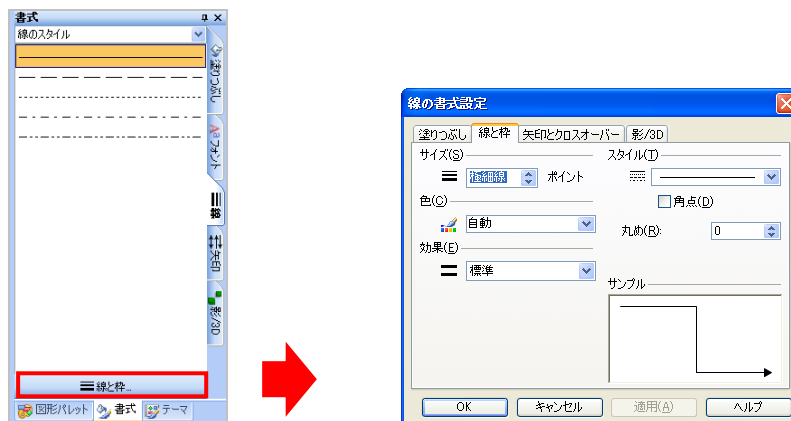 書式
線のスタイル
塗りつぶし
フォント
線
矢印
影/3D
線と枠...
図形パレット
書式
テーマ
線の書式設定
塗りつぶし
線と枠
矢印とクロスオーバー
影/3D
サイズ(S)
極細線
ポイント
色(C)
自動
効果(E)
標準
スタイル(T)
角点(D)
丸め(R):
0
サンプル
OK
キャンセル
適用(A)
ヘルプ